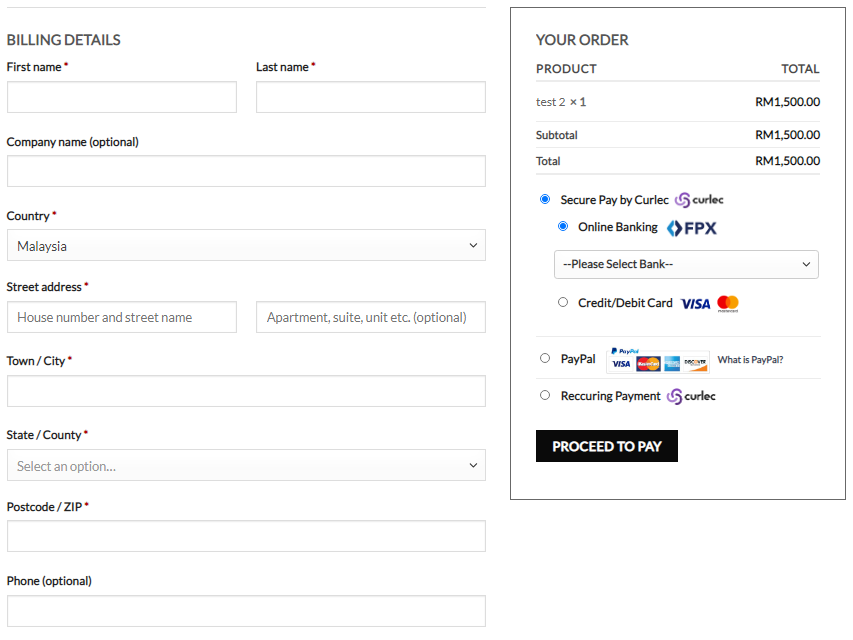 BILLING DETAILS
First name *
Last name *
Company name (optional)
Country *
Malaysia
Street address *
House number and street name
Apartment, suite, unit etc. (optional)
Town / City *
State / County *
Select an option...
Postcode / ZIP *
Phone (optional)
YOUR ORDER
PRODUCT TOTAL
test 2 × 1 RM1,500.00
Subtotal RM1,500.00
Total RM1,500.00
Secure Pay by Curlec curlec
Online Banking FPX
--Please Select Bank--
Credit/Debit Card VISA
PayPal PayPal VISA MasterCard DISCOVER What is PayPal?
Reccuring Payment curlec
PROCEED TO PAY